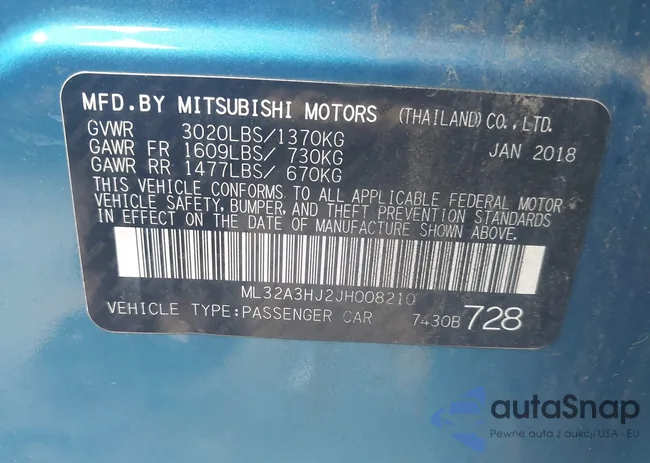 MFD.BY MITSUBISHI MOTORS (THAILAND) CO.,LTD.
GVWR 3020LBS/1370KG JAN 2018
GAWR FR 1609LBS/ 730KG
GAWR RR 1477LBS/ 670KG
THIS VEHICLE CONFORMS TO ALL APPLICABLE FEDERAL MOTOR
VEHICLE SAFETY, BUMPER, AND THEFT PREVENTION STANDARDS
IN EFFECT ON THE DATE OF MANUFACTURE SHOWN ABOVE.
ML32A3HJ2JH008210
VEHICLE TYPE:PASSENGER CAR 7430B 728
autaSnap
Pewne auta z aukcji USA i EU